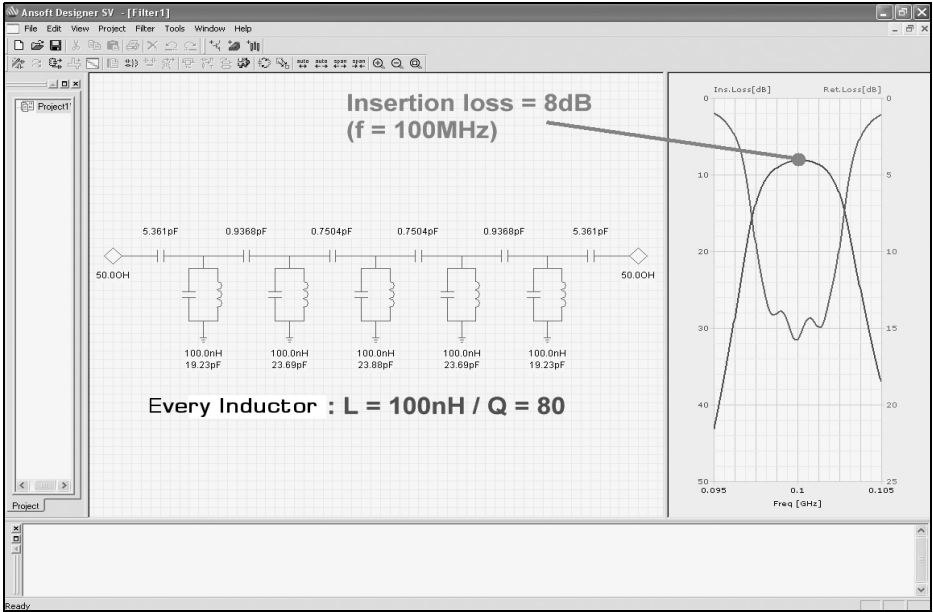 Ansoft Designer SV - [Filter1]
File Edit View Project Filter Tools Window Help
Project1
Project
Insertion loss = 8dB
(f = 100MHz)
5.361pF 0.9368pF 0.7504pF 0.7504pF 0.9368pF 5.361pF
50.0OH 50.0OH
100.0nH 100.0nH 100.0nH 100.0nH 100.0nH
19.23pF 23.69pF 23.88pF 23.69pF 19.23pF
Every Inductor : L = 100nH / Q = 80
Ins.Loss[dB] Ret.Loss[dB]
0 0
10 5
20 10
30 15
40 20
50 25
0.095 0.1 0.105
Freq [GHz]
Ready